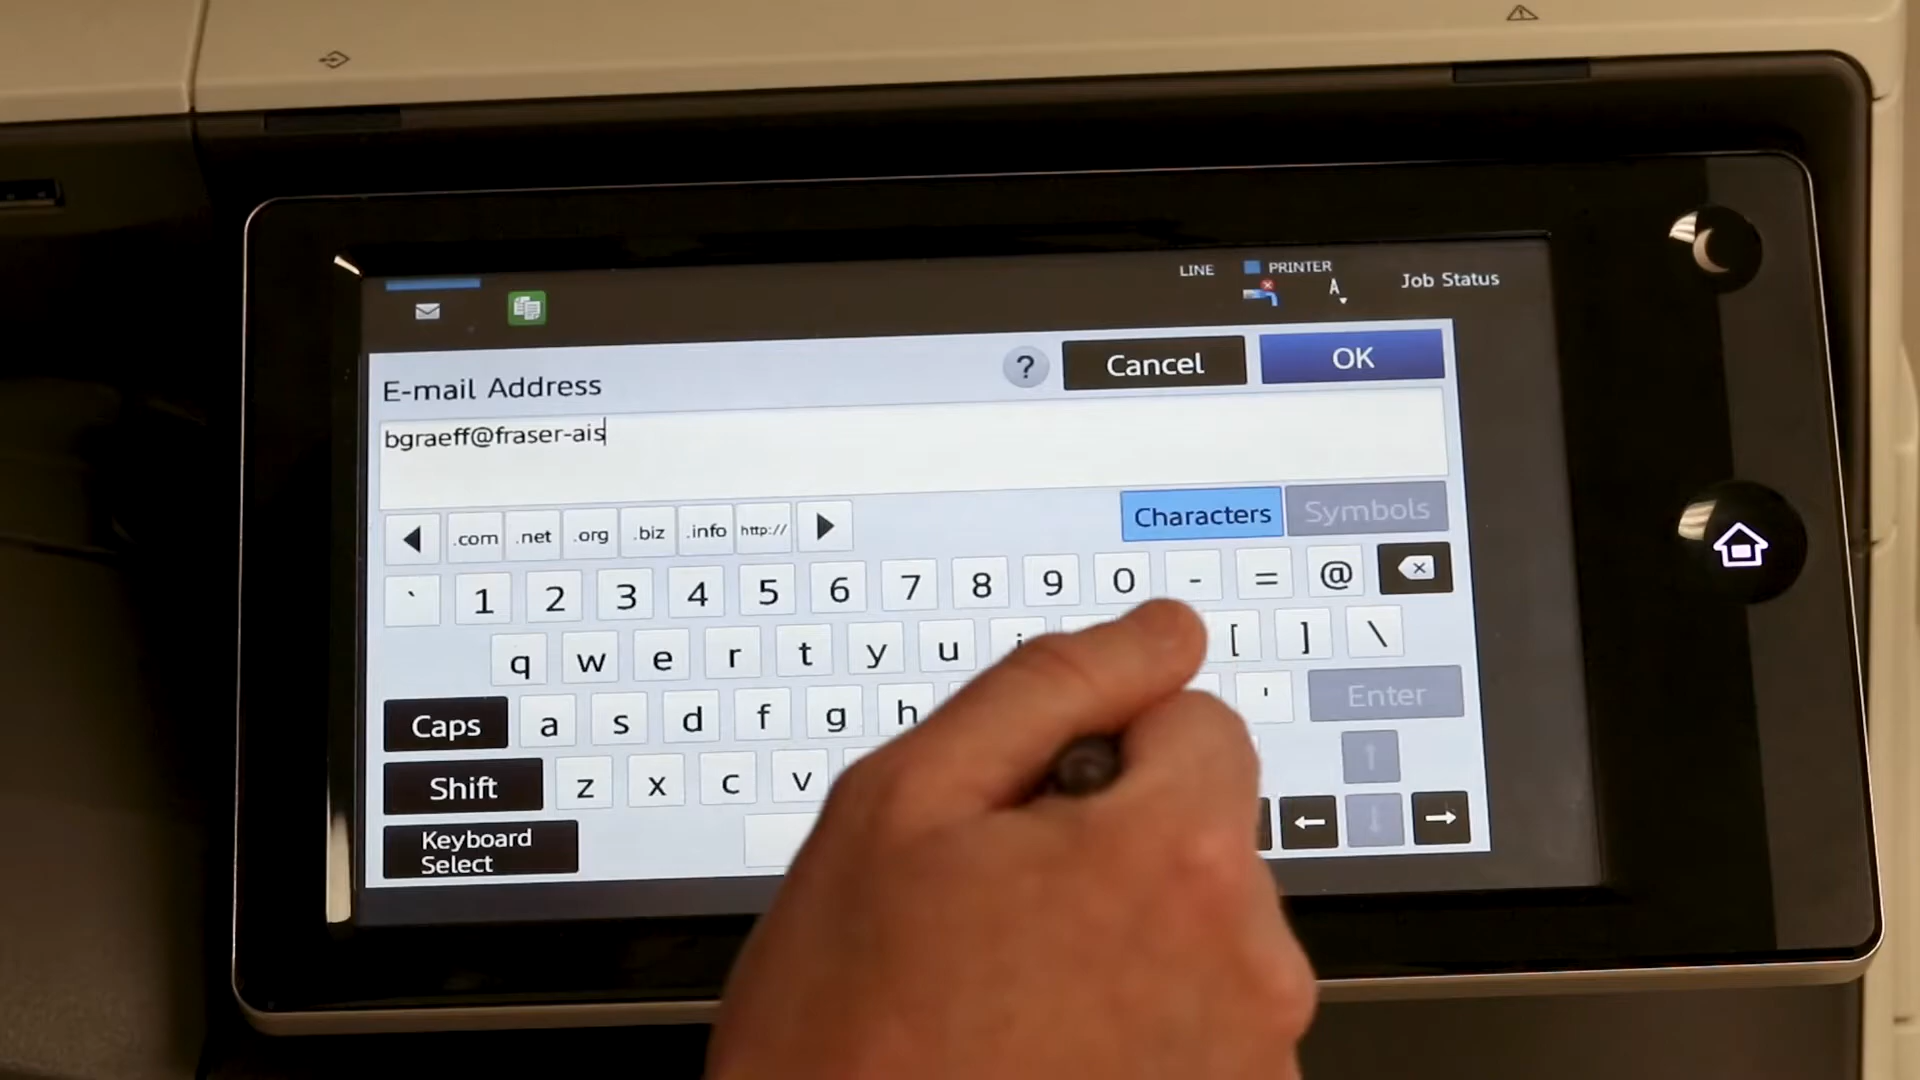 LINE PRINTER Job Status
A
E-mail Address ? Cancel OK
bgraeff@fraser-ais
.com .net .org .biz .info http:// Characters Symbols
` 1 2 3 4 5 6 7 8 9 0 - = @
q w e r t y u [ ] \
Caps a s d f g h ' Enter
Shift z x c v
Keyboard
Select